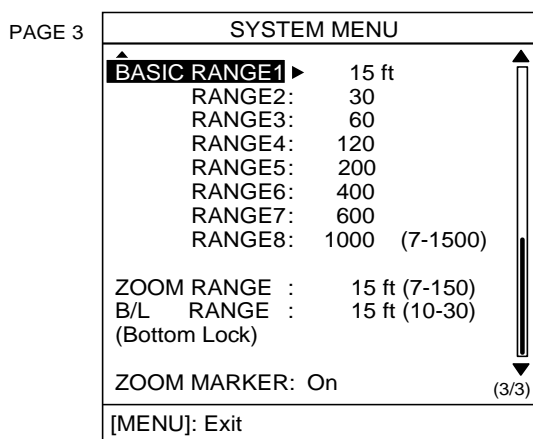 PAGE 3
SYSTEM MENU
BASIC RANGE1 ▶ 15 ft
RANGE2: 30
RANGE3: 60
RANGE4: 120
RANGE5: 200
RANGE6: 400
RANGE7: 600
RANGE8: 1000 (7-1500)
ZOOM RANGE : 15 ft (7-150)
B/L RANGE : 15 ft (10-30)
(Bottom Lock)
ZOOM MARKER: On
(3/3)
[MENU]: Exit